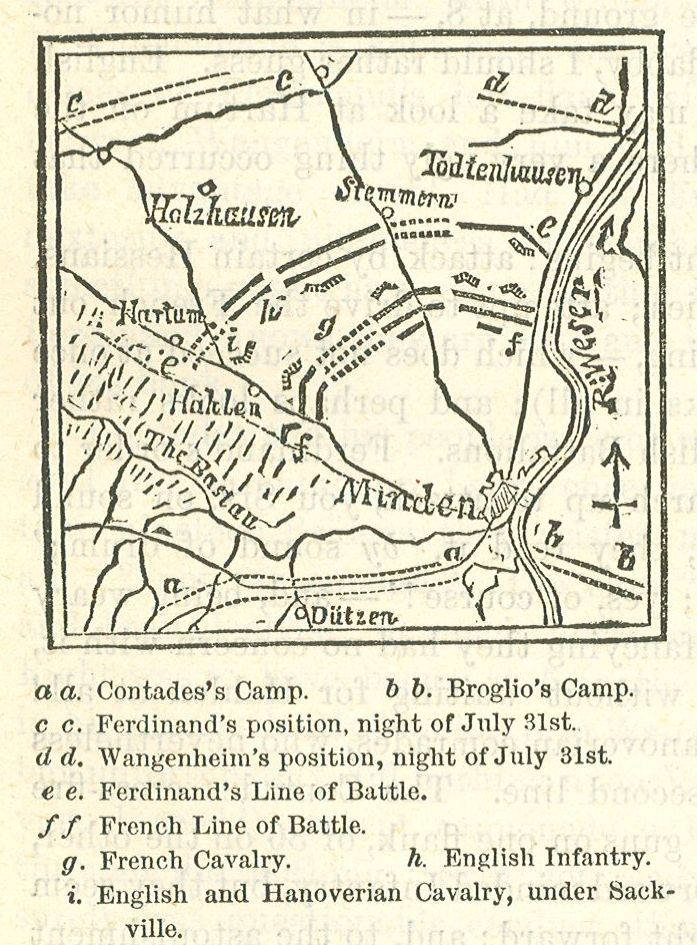 c
c
d
d
Todtenhausen
Stemmern
Holzhausen
e
R. Weser
h
g
Hartum
i
e
f
Hahlen
f
The Bastau
Minden
a
b
b
a
Dützen
a a. Contades's Camp. b b. Broglio's Camp.
c c. Ferdinand's position, night of July 31st.
d d. Wangenheim's position, night of July 31st.
e e. Ferdinand's Line of Battle.
f f French Line of Battle.
g. French Cavalry. h. English Infantry.
i. English and Hanoverian Cavalry, under Sack-
ville.